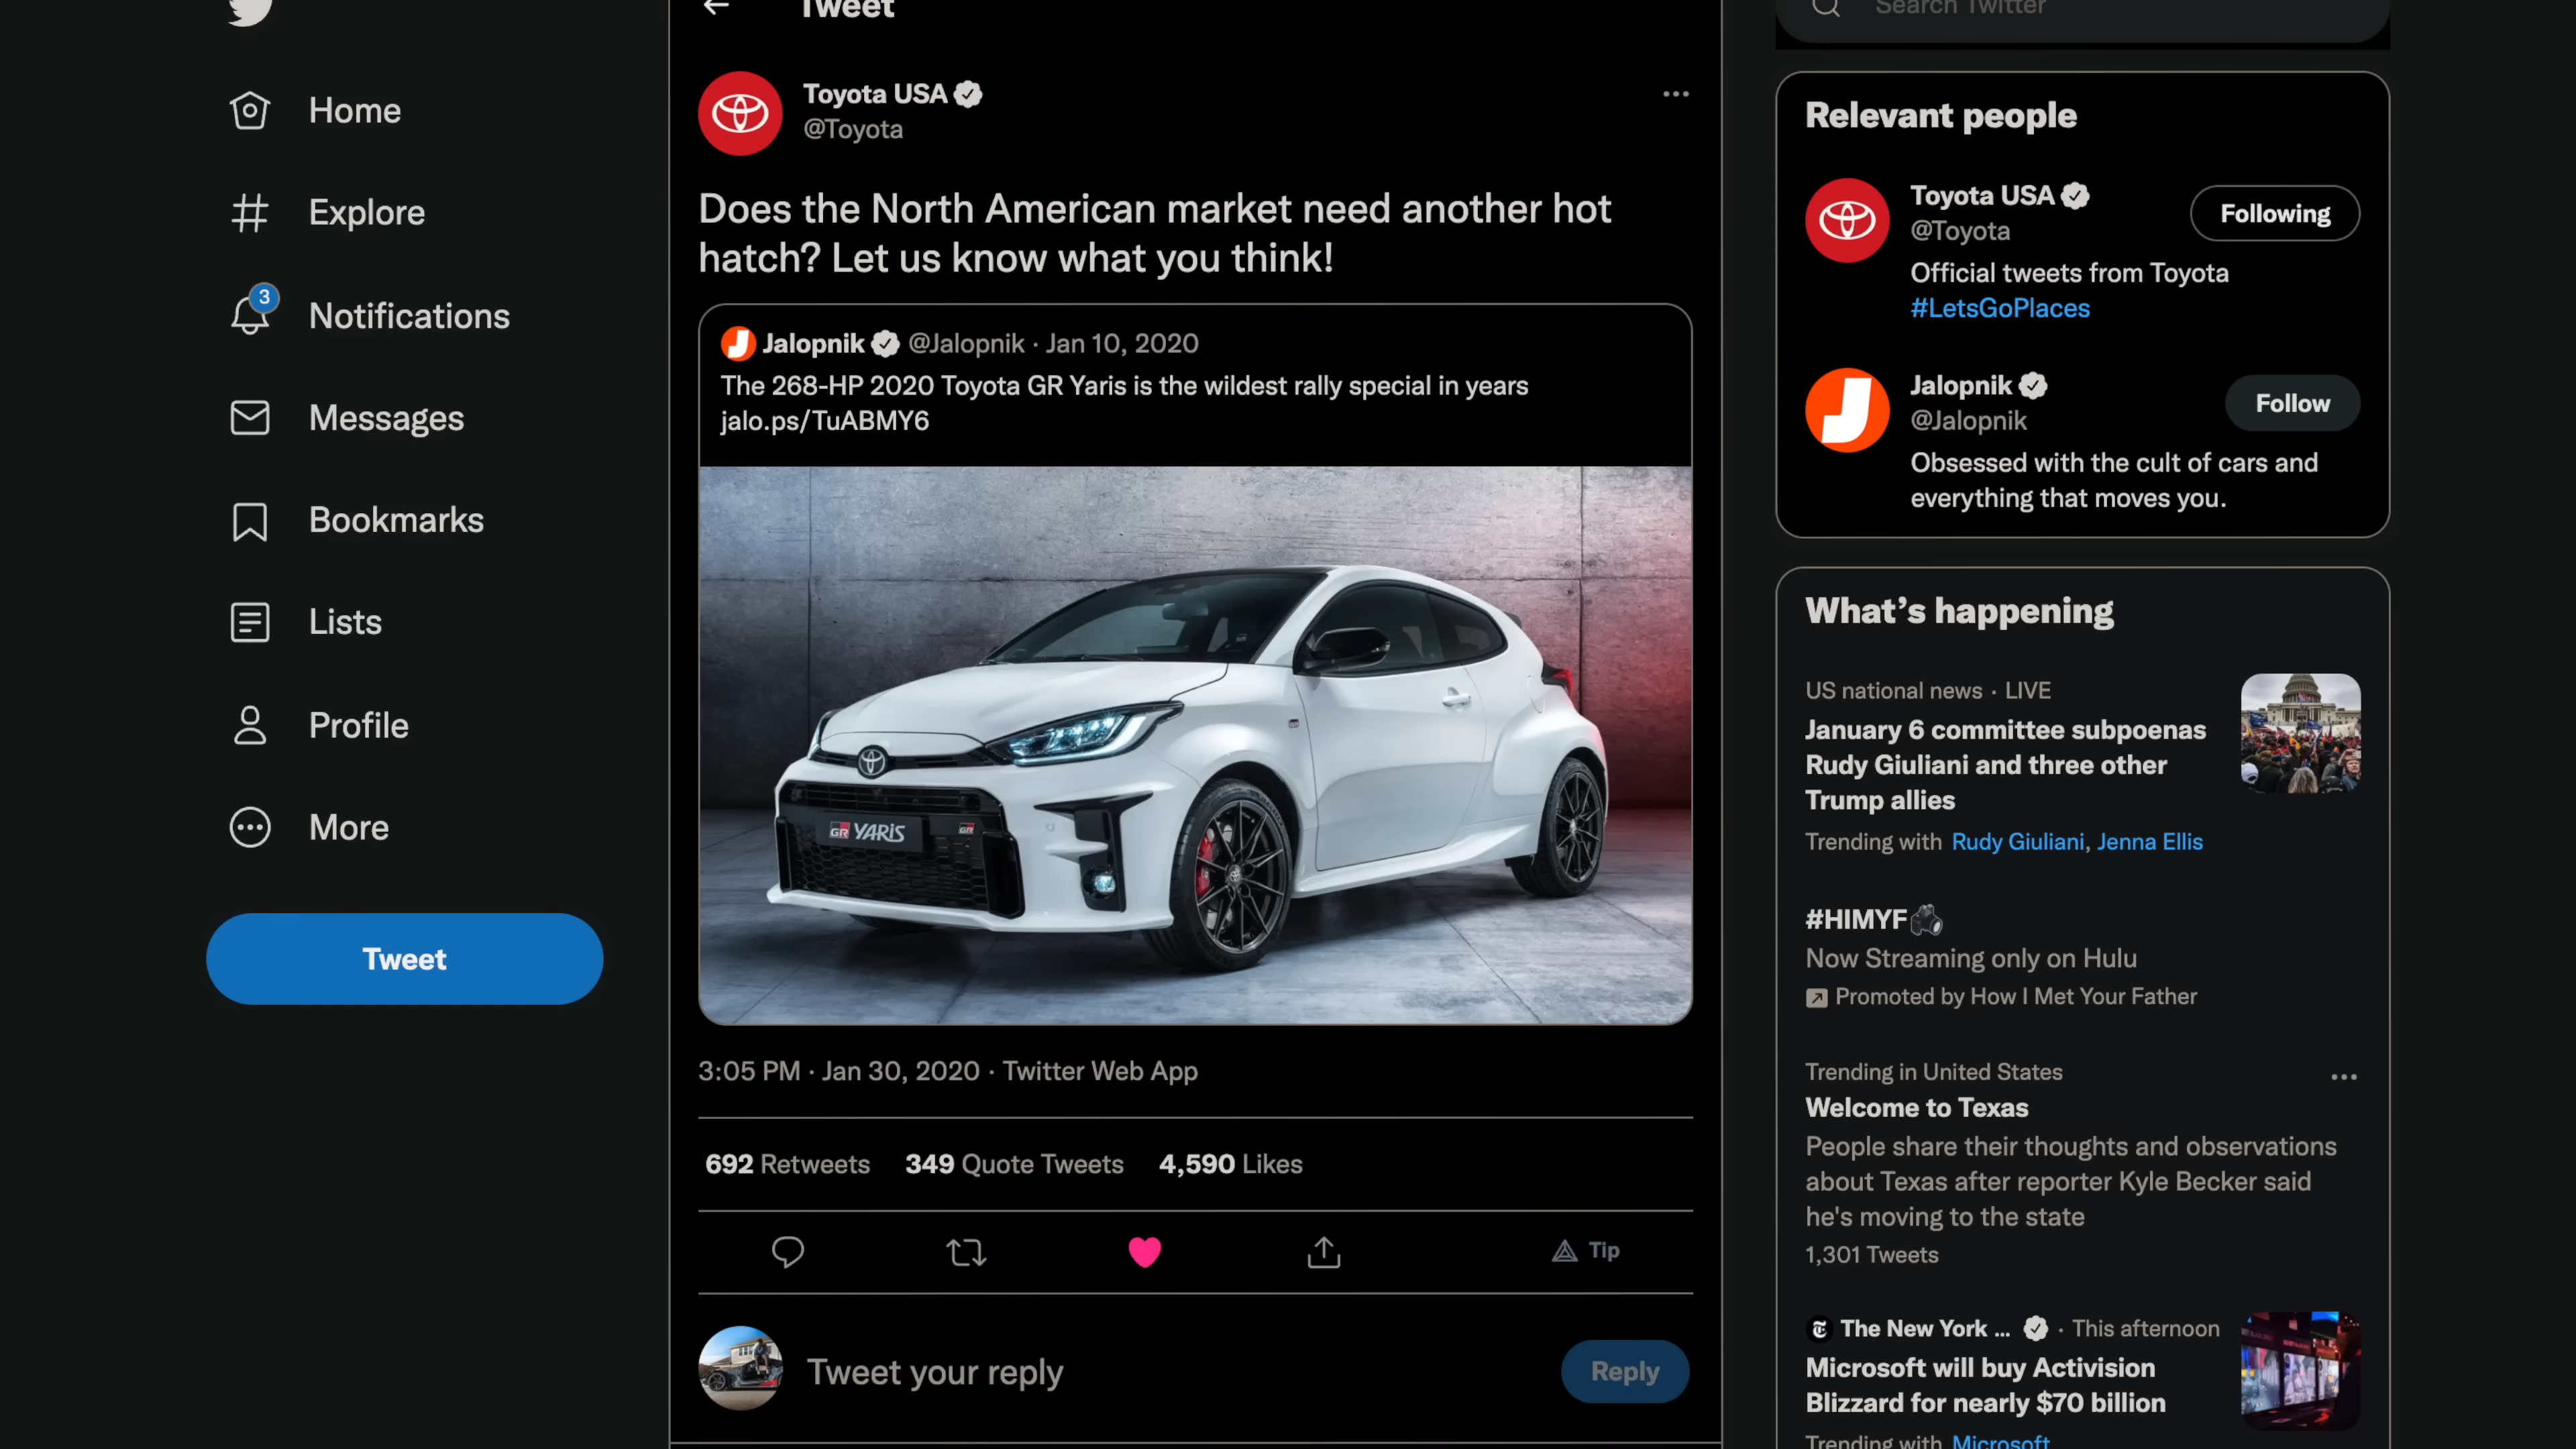 Home
Explore
3
Notifications
Messages
Bookmarks
Lists
Profile
More
Tweet
Tweet
Toyota USA
@Toyota
Does the North American market need another hot
hatch? Let us know what you think!
Jalopnik @Jalopnik · Jan 10, 2020
The 268-HP 2020 Toyota GR Yaris is the wildest rally special in years
jalo.ps/TuABMY6
GR YARIS
GR
3:05 PM · Jan 30, 2020 · Twitter Web App
692 Retweets 349 Quote Tweets 4,590 Likes
Tip
Tweet your reply
Reply
Search Twitter
Relevant people
Toyota USA
@Toyota
Following
Official tweets from Toyota
#LetsGoPlaces
Jalopnik
@Jalopnik
Follow
Obsessed with the cult of cars and
everything that moves you.
What's happening
US national news · LIVE
January 6 committee subpoenas
Rudy Giuliani and three other
Trump allies
Trending with Rudy Giuliani, Jenna Ellis
#HIMYF
Now Streaming only on Hulu
Promoted by How I Met Your Father
Trending in United States
Welcome to Texas
People share their thoughts and observations
about Texas after reporter Kyle Becker said
he's moving to the state
1,301 Tweets
The New York ... · This afternoon
Microsoft will buy Activision
Blizzard for nearly $70 billion
Trending with Microsoft